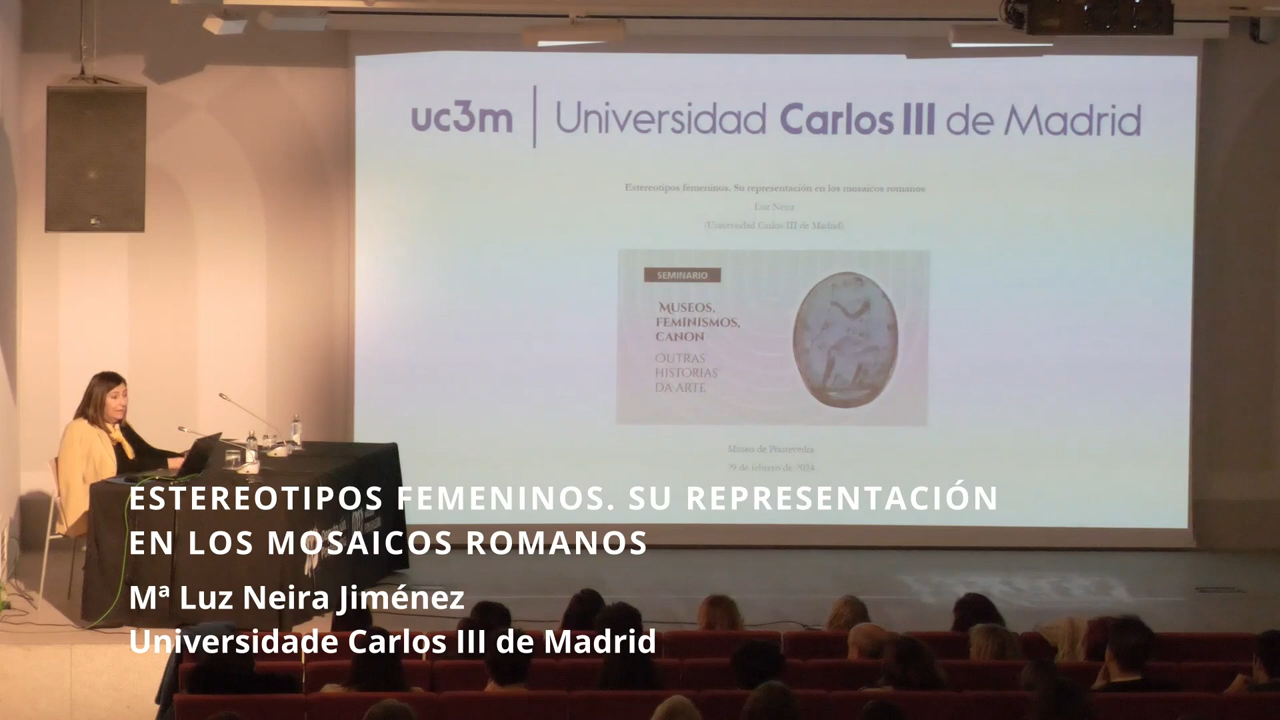 uc3m | Universidad Carlos III de Madrid
Estereotipos femeninos. Su representación en los mosaicos romanos
Luz Neira
(Universidad Carlos III de Madrid)
SEMINARIO
MUSEOS,
FEMINISMOS,
CANON
OUTRAS
HISTORIAS
DA ARTE
Museo de Pontevedra
29 de febrero de 2024
ESTEREOTIPOS FEMENINOS. SU REPRESENTACIÓN
EN LOS MOSAICOS ROMANOS
Mª Luz Neira Jiménez
Universidade Carlos III de Madrid